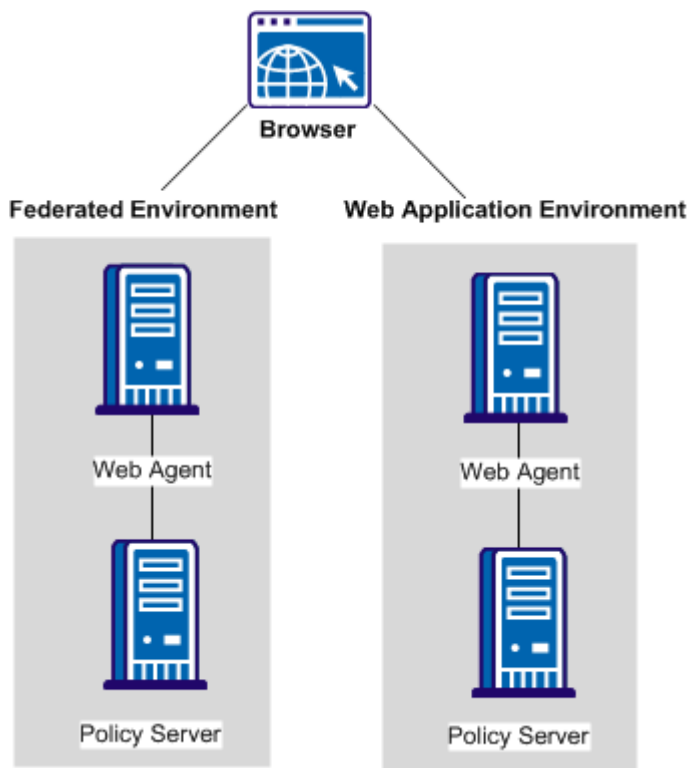 Browser
Federated Environment
Web Application Environment
Web Agent
Web Agent
Policy Server
Policy Server